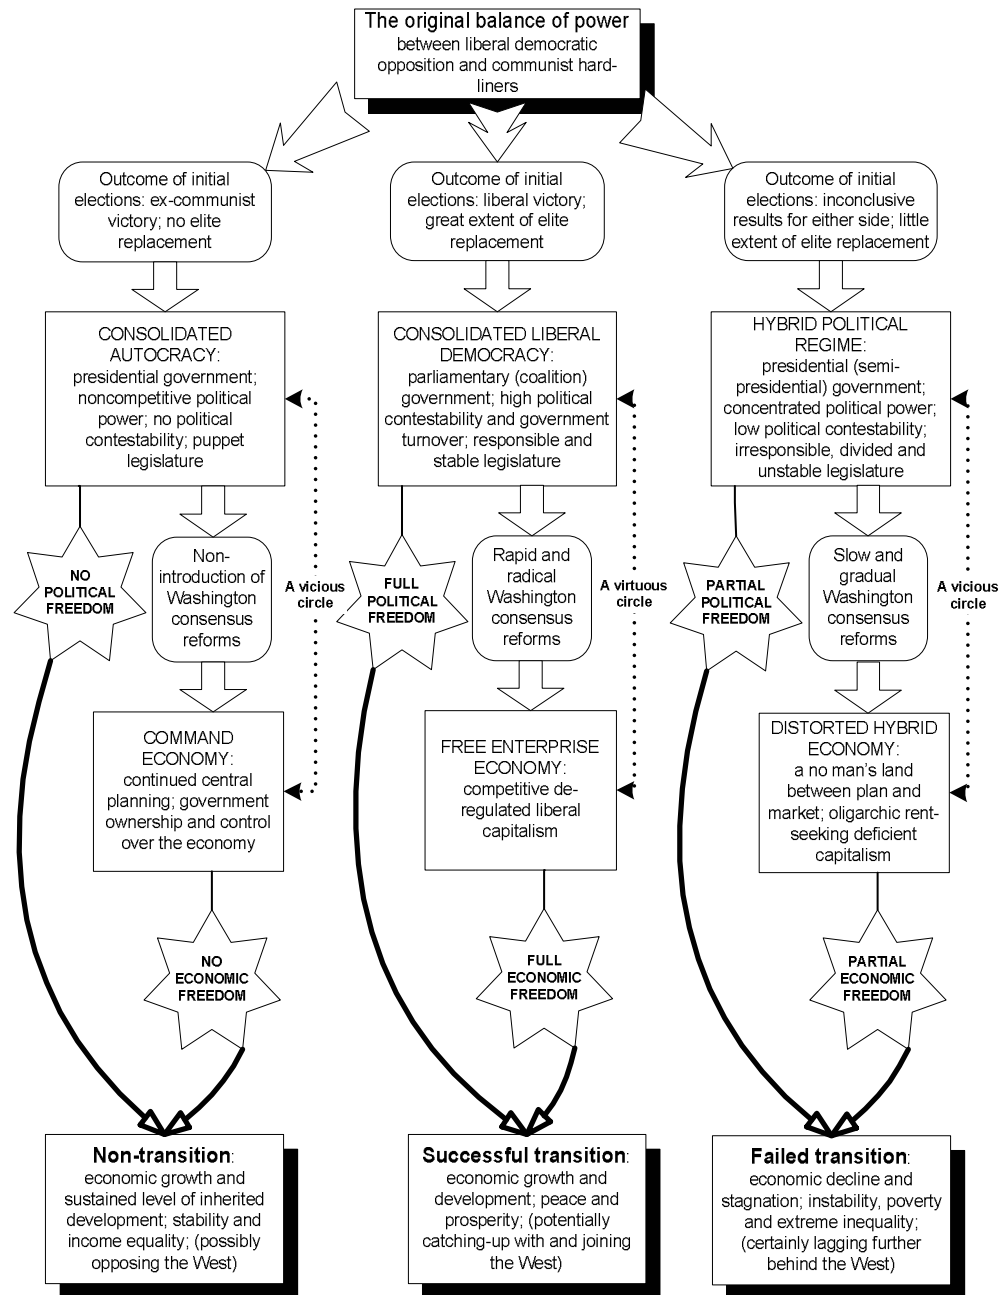 The original balance of power
between liberal democratic
opposition and communist hard-
liners
Outcome of initial
elections: ex-communist
victory; no elite
replacement
CONSOLIDATED
AUTOCRACY:
presidential government;
noncompetitive political
power; no political
contestability; puppet
legislature
NO
POLITICAL
FREEDOM
Non-
introduction of
Washington
consensus
reforms
A vicious
circle
COMMAND
ECONOMY:
continued central
planning; government
ownership and control
over the economy
NO
ECONOMIC
FREEDOM
Non-transition:
economic growth and
sustained level of inherited
development; stability and
income equality; (possibly
opposing the West)
Outcome of initial
elections: liberal victory;
great extent of elite
replacement
CONSOLIDATED LIBERAL
DEMOCRACY:
parliamentary (coalition)
government; high political
contestability and government
turnover; responsible and
stable legislature
FULL
POLITICAL
FREEDOM
Rapid and
radical
Washington
consensus
reforms
A virtuous
circle
FREE ENTERPRISE
ECONOMY:
competitive de-
regulated liberal
capitalism
FULL
ECONOMIC
FREEDOM
Successful transition:
economic growth and
development; peace and
prosperity; (potentially
catching-up with and joining
the West)
Outcome of initial
elections: inconclusive
results for either side; little
extent of elite replacement
HYBRID POLITICAL
REGIME:
presidential (semi-
presidential) government;
concentrated political power;
low political contestability;
irresponsible, divided and
unstable legislature
PARTIAL
POLITICAL
FREEDOM
Slow and
gradual
Washington
consensus
reforms
A vicious
circle
DISTORTED HYBRID
ECONOMY:
a no man's land
between plan and
market; oligarchic rent-
seeking deficient
capitalism
PARTIAL
ECONOMIC
FREEDOM
Failed transition:
economic decline and
stagnation; instability, poverty
and extreme inequality;
(certainly lagging further
behind the West)